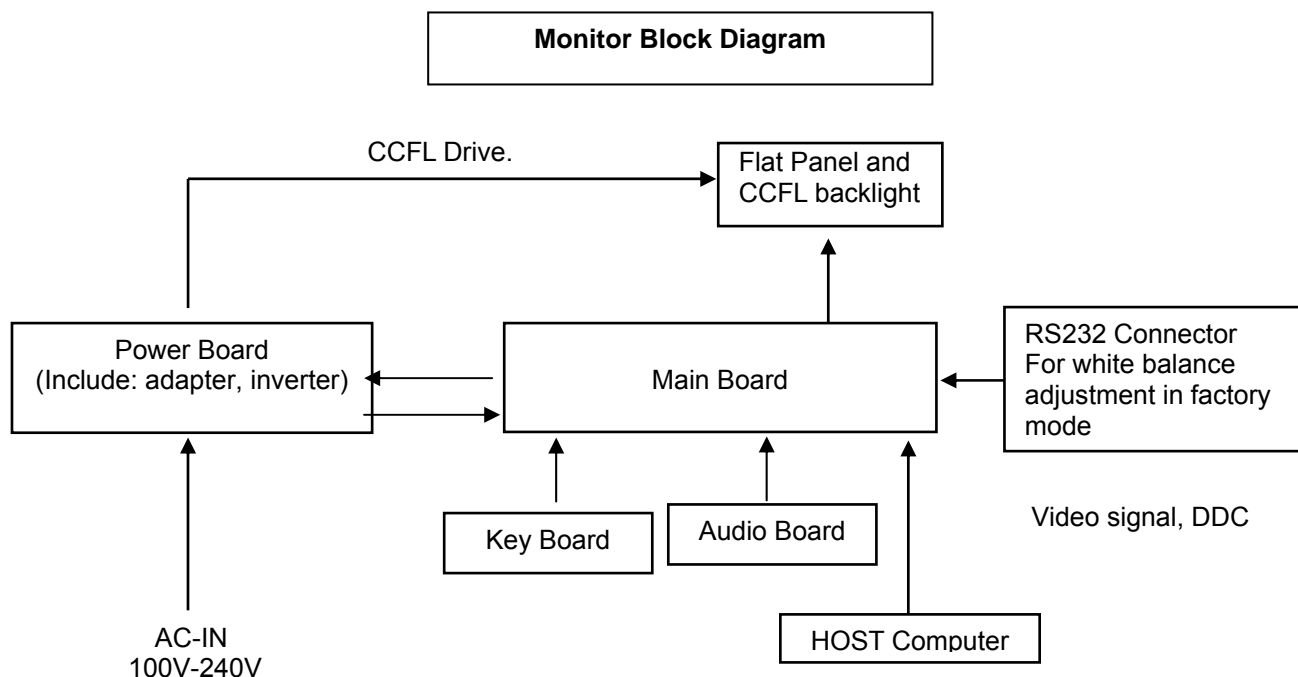 Monitor Block Diagram
CCFL Drive.
Flat Panel and
CCFL backlight
Power Board
(Include: adapter, inverter)
Main Board
RS232 Connector
For white balance
adjustment in factory
mode
Key Board
Audio Board
Video signal, DDC
AC-IN
100V-240V
HOST Computer